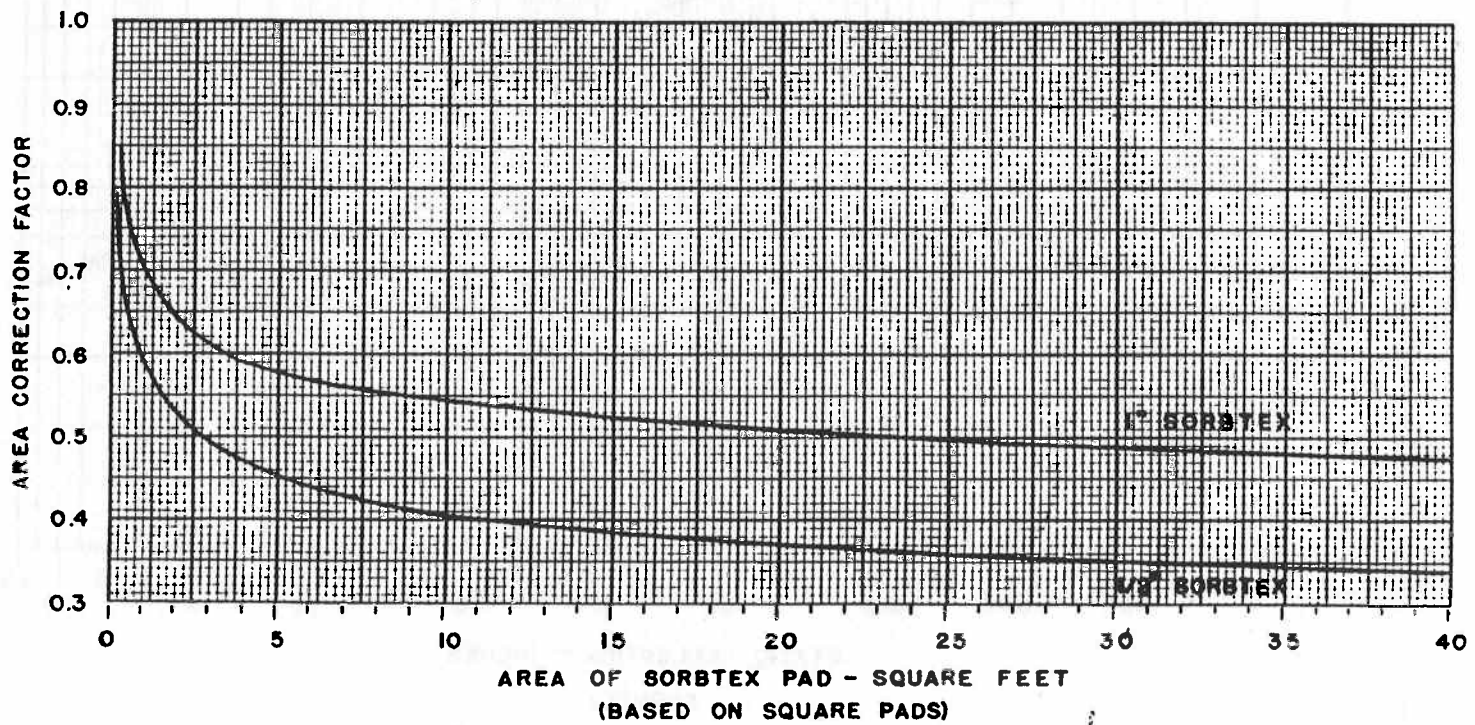 1.0
0.9
0.8
0.7
0.6
0.5
0.4
0.3
AREA CORRECTION FACTOR
1" SORBTEX
1/2" SORBTEX
0 5 10 15 20 25 30 35 40
AREA OF SORBTEX PAD - SQUARE FEET
(BASED ON SQUARE PADS)